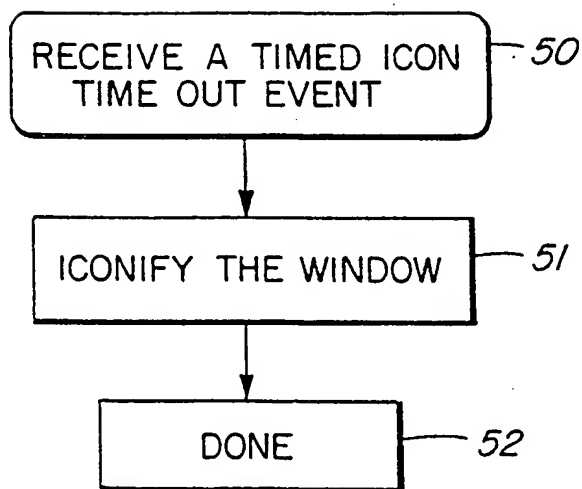 RECEIVE A TIMED ICON
TIME OUT EVENT
50
ICONIFY THE WINDOW
51
DONE
52